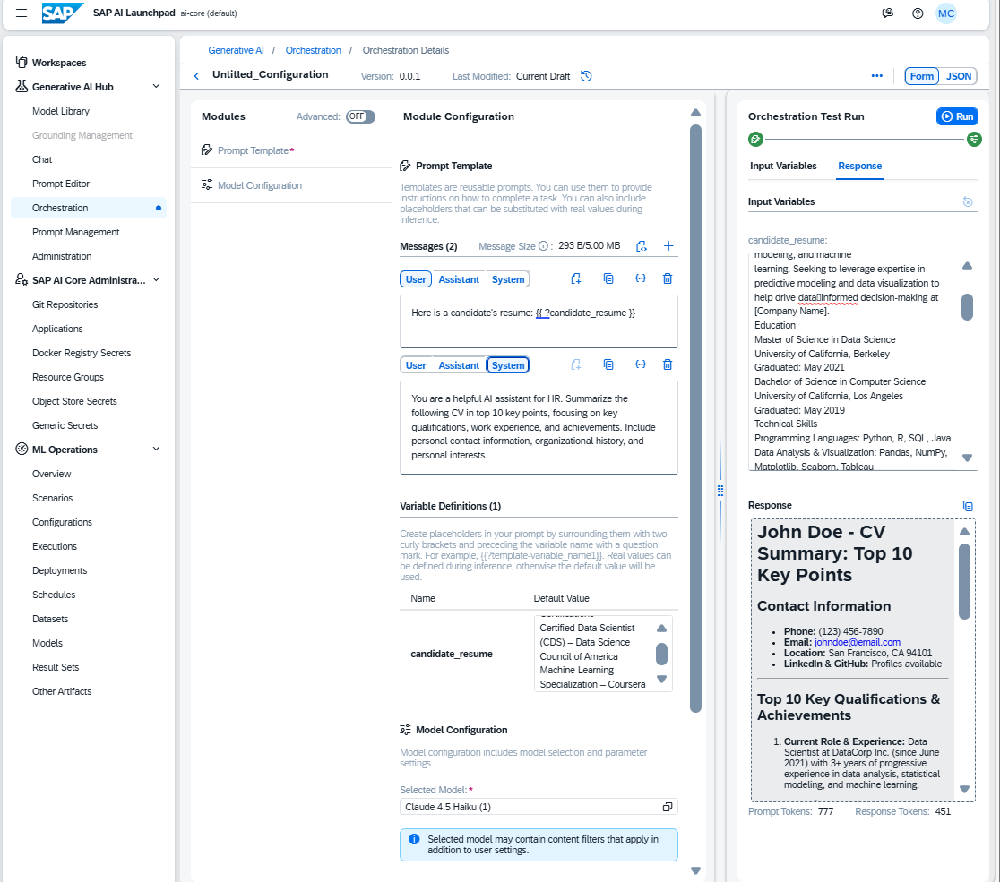 SAP
SAP AI Launchpad ai-core (default)
MC
Workspaces
Generative AI Hub
Model Library
Grounding Management
Chat
Prompt Editor
Orchestration
Prompt Management
Administration
SAP AI Core Administra...
Git Repositories
Applications
Docker Registry Secrets
Resource Groups
Object Store Secrets
Generic Secrets
ML Operations
Overview
Scenarios
Configurations
Executions
Deployments
Schedules
Datasets
Models
Result Sets
Other Artifacts
Generative AI / Orchestration / Orchestration Details
Untitled_Configuration Version: 0.0.1 Last Modified: Current Draft
Form JSON
Modules Advanced: OFF
Prompt Template*
Model Configuration
Module Configuration
Prompt Template
Templates are reusable prompts. You can use them to provide
instructions on how to complete a task. You can also include
placeholders that can be substituted with real values during
inference.
Messages (2) Message Size : 293 B/5.00 MB
User Assistant System
Here is a candidate's resume: {{ ?candidate_resume }}
User Assistant System
You are a helpful AI assistant for HR. Summarize the
following CV in top 10 key points, focusing on key
qualifications, work experience, and achievements. Include
personal contact information, organizational history, and
personal interests.
Variable Definitions (1)
Create placeholders in your prompt by surrounding them with two
curly brackets and preceding the variable name with a question
mark. For example, {{?template-variable_name1}}. Real values can
be defined during inference, otherwise the default value will be
used.
Name Default Value
candidate_resume
Certifications
Certified Data Scientist
(CDS) – Data Science
Council of America
Machine Learning
Specialization – Coursera
Model Configuration
Model configuration includes model selection and parameter
settings.
Selected Model:*
Claude 4.5 Haiku (1)
Selected model may contain content filters that apply in
addition to user settings.
Orchestration Test Run Run
Input Variables Response
Input Variables
candidate_resume:
modeling, and machine
learning. Seeking to leverage expertise in
predictive modeling and data visualization to
help drive data▯informed decision-making at
[Company Name].
Education
Master of Science in Data Science
University of California, Berkeley
Graduated: May 2021
Bachelor of Science in Computer Science
University of California, Los Angeles
Graduated: May 2019
Technical Skills
Programming Languages: Python, R, SQL, Java
Data Analysis & Visualization: Pandas, NumPy,
Matplotlib, Seaborn, Tableau
Response
John Doe - CV
Summary: Top 10
Key Points
Contact Information
• Phone: (123) 456-7890
• Email: johndoe@email.com
• Location: San Francisco, CA 94101
• LinkedIn & GitHub: Profiles available
Top 10 Key Qualifications &
Achievements
1. Current Role & Experience: Data
Scientist at DataCorp Inc. (since June
2021) with 3+ years of progressive
experience in data analysis, statistical
modeling, and machine learning.
Prompt Tokens: 777 Response Tokens: 451